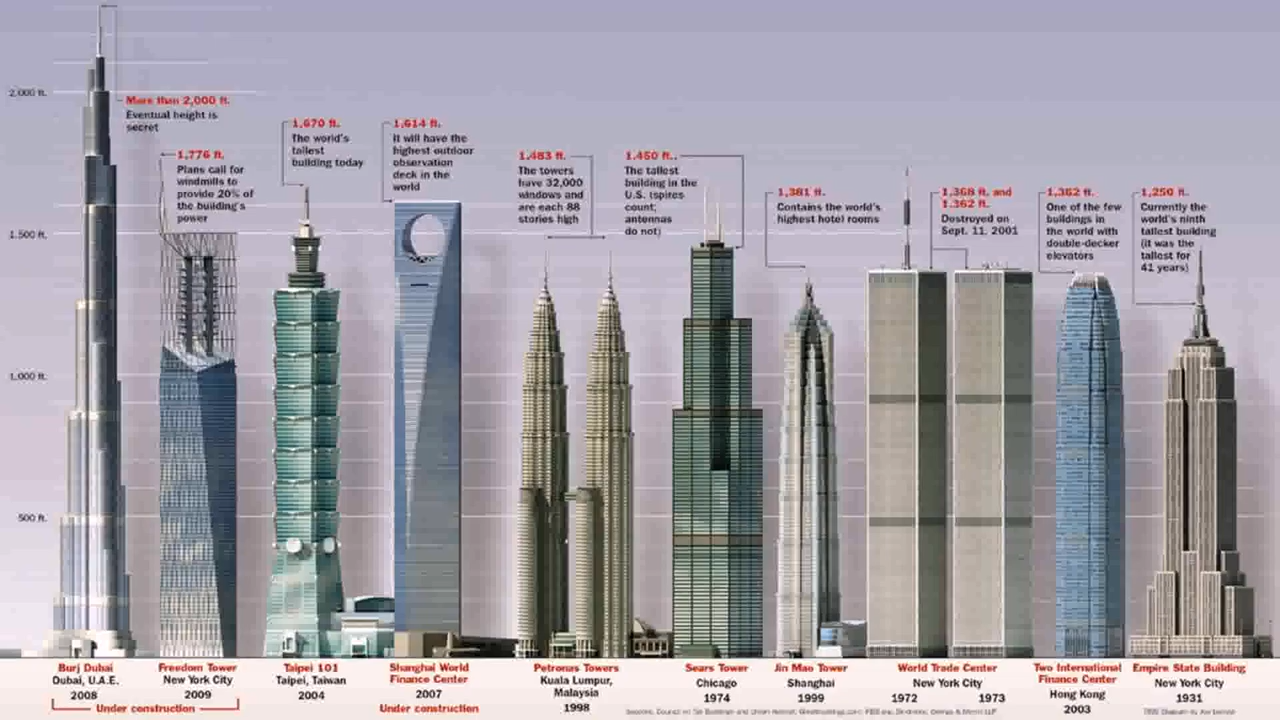 More than 2,000 ft.
Eventual height is
secret
1,776 ft.
Plans call for
windmills to
provide 20% of
the building's
power
1,670 ft.
The world's
tallest
building today
1,614 ft.
It will have the
highest outdoor
observation
deck in the
world
1.483 ft.
The towers
have 32,000
windows and
are each 88
stories high
1.450 ft..
The tallest
building in the
U.S. (spires
count;
antennas
do not)
1,381 ft.
Contains the world's
highest hotel rooms
1,368 ft. and
1.362 ft.
Destroyed on
Sept. 11, 2001
1,362 ft.
One of the few
buildings in
the world with
double-decker
elevators
1,250 ft.
Currently the
world's ninth
tallest building
(it was the
tallest for
41 years)
2,000 ft.
1,500 ft.
1,000 ft.
500 ft.
Burj Dubai
Dubai, U.A.E.
2008
Freedom Tower
New York City
2009
Under construction
Taipei 101
Taipei, Taiwan
2004
Shanghai World
Finance Center
2007
Under construction
Petronas Towers
Kuala Lumpur,
Malaysia
1998
Sears Tower
Chicago
1974
Jin Mao Tower
Shanghai
1999
World Trade Center
New York City
1972 1973
Two International
Finance Center
Hong Kong
2003
Empire State Building
New York City
1931